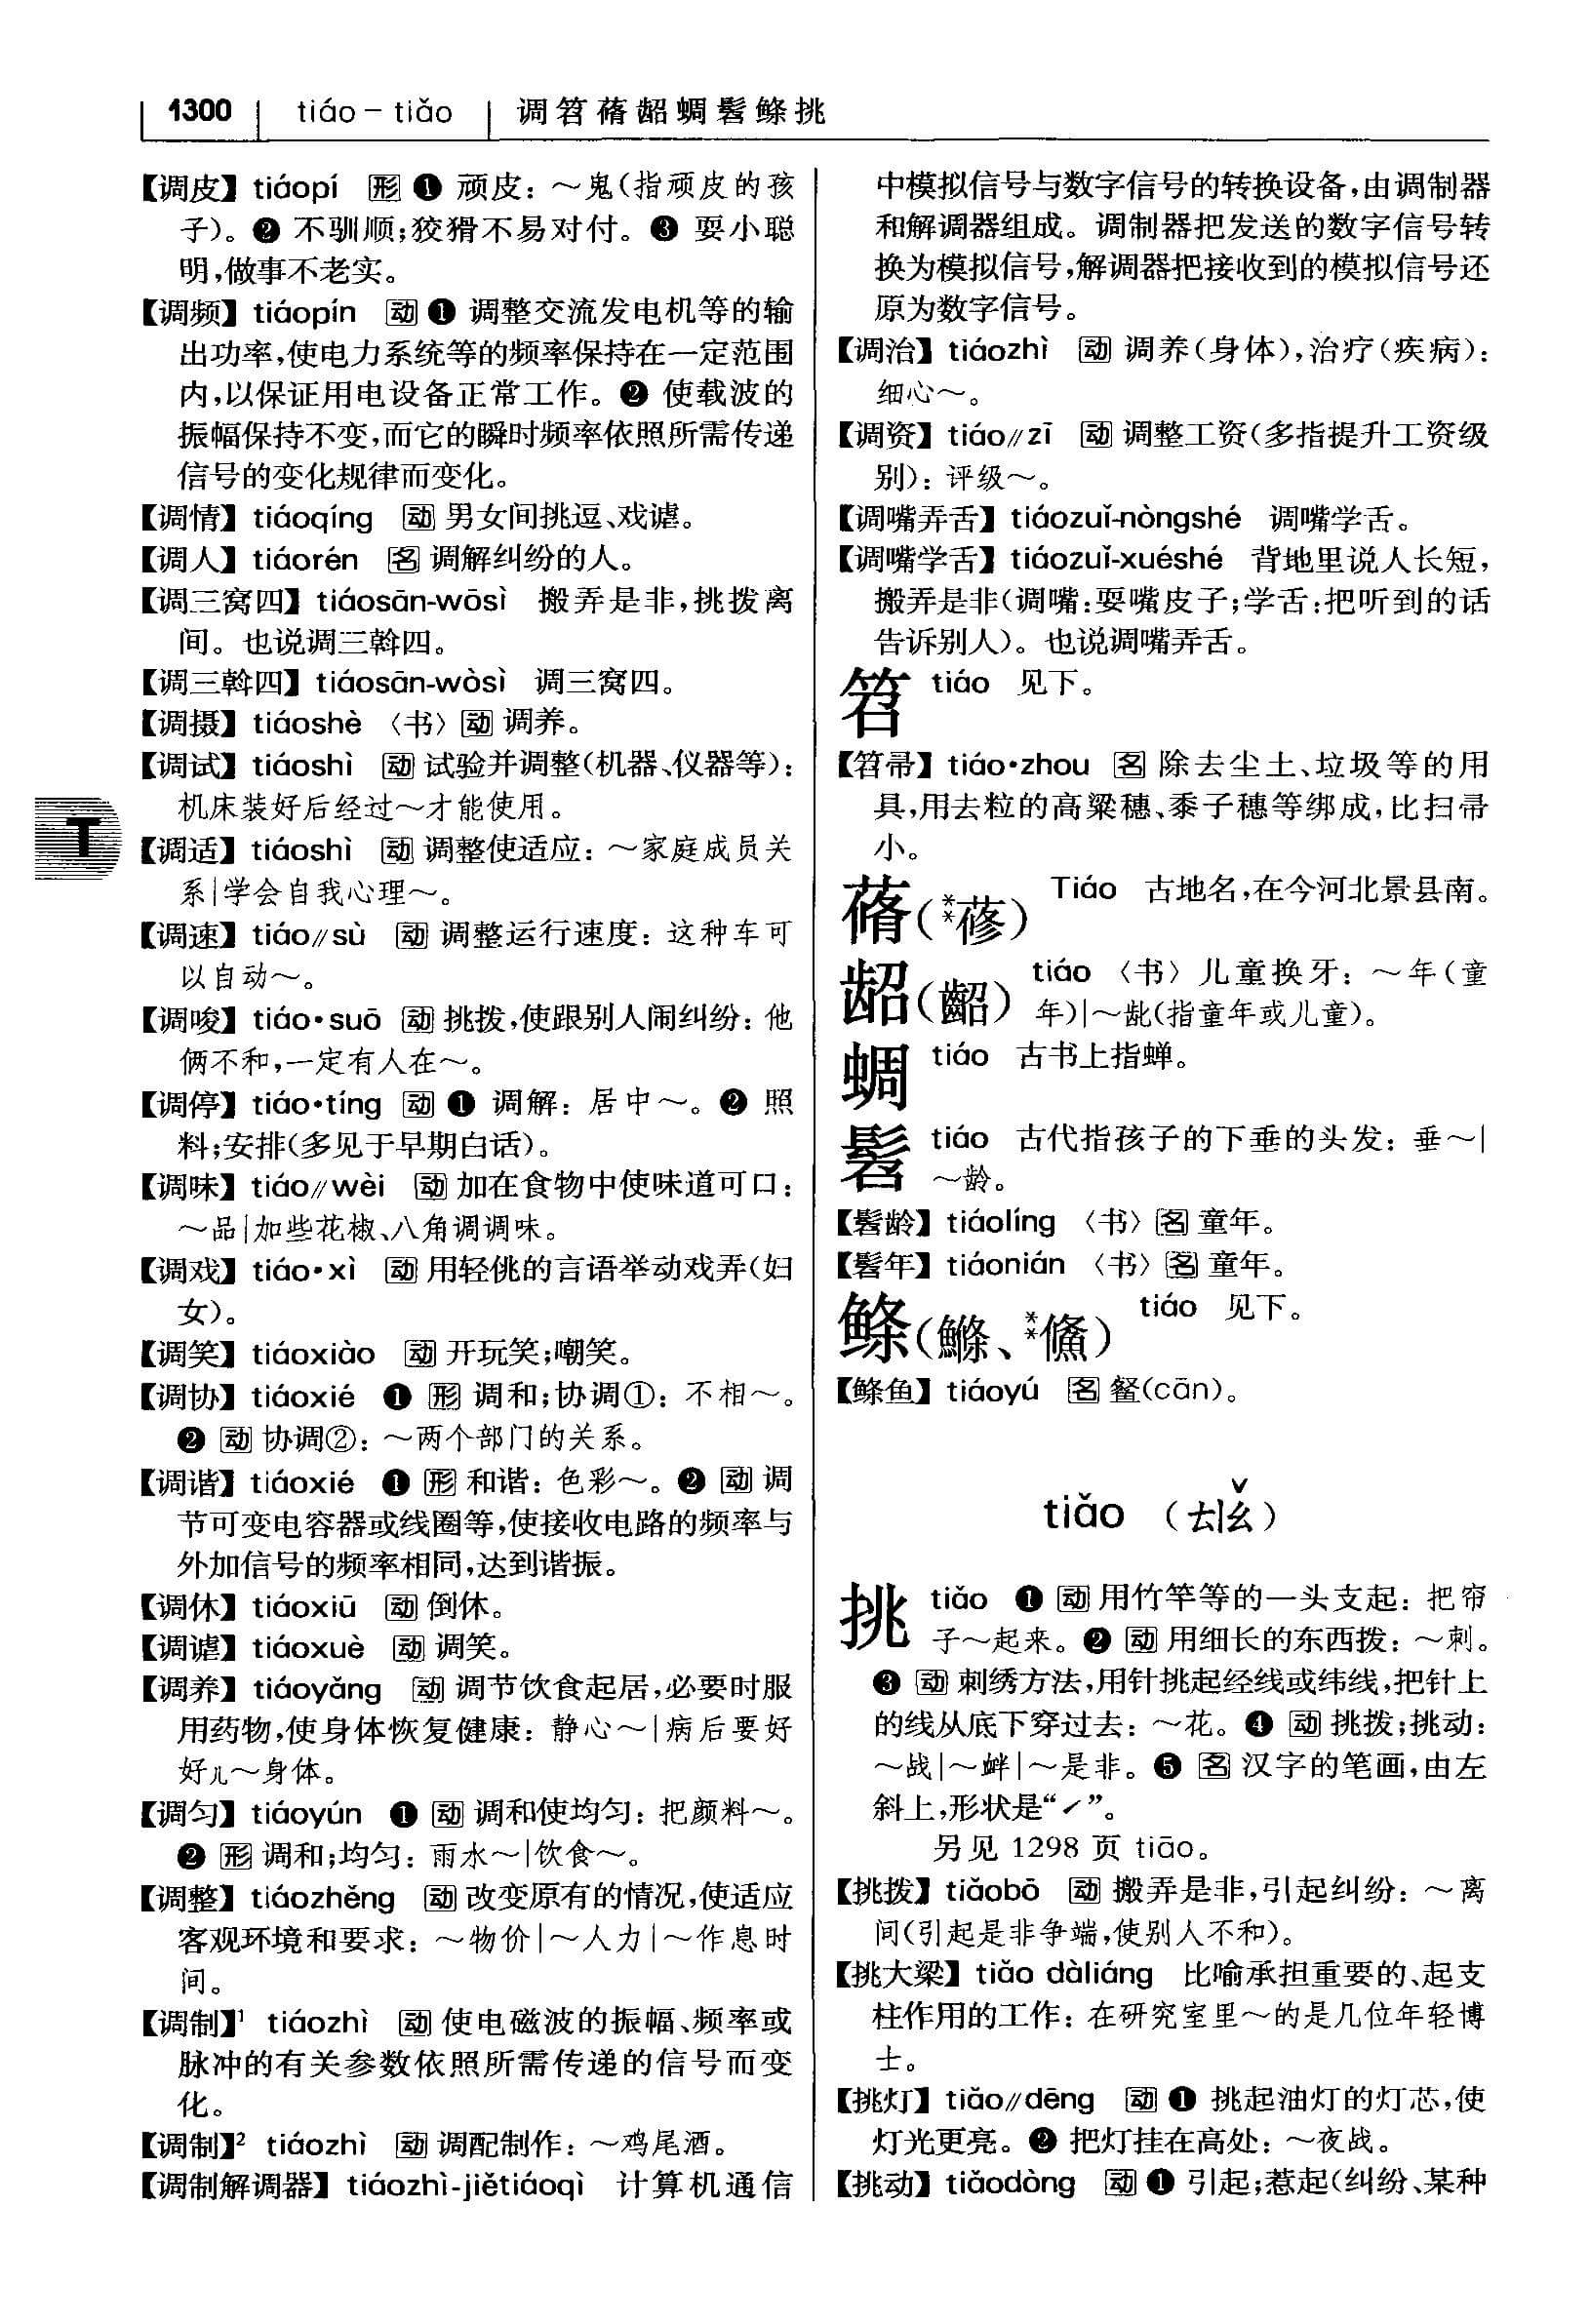 1300 tiáo – tiǎo 调笤蓨龆蜩髫鲦挑
【调皮】tiáopí 形 ❶ 顽皮：～鬼(指顽皮的孩
子)。❷ 不驯顺;狡猾不易对付。❸ 耍小聪
明,做事不老实。
【调频】tiáopín 动 ❶ 调整交流发电机等的输
出功率,使电力系统等的频率保持在一定范围
内,以保证用电设备正常工作。❷ 使载波的
振幅保持不变,而它的瞬时频率依照所需传递
信号的变化规律而变化。
【调情】tiáoqíng 动 男女间挑逗、戏谑。
【调人】tiáorén 名 调解纠纷的人。
【调三窝四】tiáosān-wōsì 搬弄是非,挑拨离
间。也说调三斡四。
【调三斡四】tiáosān-wòsì 调三窝四。
【调摄】tiáoshè 〈书〉动 调养。
【调试】tiáoshì 动 试验并调整(机器、仪器等)：
机床装好后经过～才能使用。
T
【调适】tiáoshì 动 调整使适应：～家庭成员关
系|学会自我心理～。
【调速】tiáo∥sù 动 调整运行速度：这种车可
以自动～。
【调唆】tiáo•suō 动 挑拨,使跟别人闹纠纷：他
俩不和,一定有人在～。
【调停】tiáo•tíng 动 ❶ 调解：居中～。❷ 照
料;安排(多见于早期白话)。
【调味】tiáo∥wèi 动 加在食物中使味道可口：
～品|加些花椒、八角调调味。
【调戏】tiáo•xì 动 用轻佻的言语举动戏弄(妇
女)。
【调笑】tiáoxiào 动 开玩笑;嘲笑。
【调协】tiáoxié ❶ 形 调和;协调①：不相～。
❷ 动 协调②：～两个部门的关系。
【调谐】tiáoxié ❶ 形 和谐：色彩～。❷ 动 调
节可变电容器或线圈等,使接收电路的频率与
外加信号的频率相同,达到谐振。
【调休】tiáoxiū 动 倒休。
【调谑】tiáoxuè 动 调笑。
【调养】tiáoyǎng 动 调节饮食起居,必要时服
用药物,使身体恢复健康：静心～|病后要好
好儿～身体。
【调匀】tiáoyún ❶ 动 调和使均匀：把颜料～。
❷ 形 调和;均匀：雨水～|饮食～。
【调整】tiáozhěng 动 改变原有的情况,使适应
客观环境和要求：～物价|～人力|～作息时
间。
【调制】¹ tiáozhì 动 使电磁波的振幅、频率或
脉冲的有关参数依照所需传递的信号而变
化。
【调制】² tiáozhì 动 调配制作：～鸡尾酒。
【调制解调器】tiáozhì-jiětiáoqì 计算机通信
中模拟信号与数字信号的转换设备,由调制器
和解调器组成。调制器把发送的数字信号转
换为模拟信号,解调器把接收到的模拟信号还
原为数字信号。
【调治】tiáozhì 动 调养(身体),治疗(疾病)：
细心～。
【调资】tiáo∥zī 动 调整工资(多指提升工资级
别)：评级～。
【调嘴弄舌】tiáozuǐ-nòngshé 调嘴学舌。
【调嘴学舌】tiáozuǐ-xuéshé 背地里说人长短,
搬弄是非(调嘴:耍嘴皮子;学舌:把听到的话
告诉别人)。也说调嘴弄舌。
笤 tiáo 见下。
【笤帚】tiáo•zhou 名 除去尘土、垃圾等的用
具,用去粒的高粱穗、黍子穗等绑成,比扫帚
小。
蓨(**蓚) Tiáo 古地名,在今河北景县南。
龆(齠) tiáo 〈书〉儿童换牙：～年(童
年)|～龀(指童年或儿童)。
蜩 tiáo 古书上指蝉。
髫 tiáo 古代指孩子的下垂的头发：垂～|
～龄。
【髫龄】tiáolíng 〈书〉名 童年。
【髫年】tiáonián 〈书〉名 童年。
鲦(鰷、**鯈) tiáo 见下。
【鲦鱼】tiáoyú 名 䱗(cān)。
tiǎo （ㄊㄧㄠˇ）
挑 tiǎo ❶ 动 用竹竿等的一头支起：把帘
子～起来。❷ 动 用细长的东西拨：～刺。
❸ 动 刺绣方法,用针挑起经线或纬线,把针上
的线从底下穿过去：～花。❹ 动 挑拨;挑动：
～战|～衅|～是非。❺ 名 汉字的笔画,由左
斜上,形状是“㇀”。
另见 1298 页 tiāo。
【挑拨】tiǎobō 动 搬弄是非,引起纠纷：～离
间(引起是非争端,使别人不和)。
【挑大梁】tiǎo dàliáng 比喻承担重要的、起支
柱作用的工作：在研究室里～的是几位年轻博
士。
【挑灯】tiǎo∥dēng 动 ❶ 挑起油灯的灯芯,使
灯光更亮。❷ 把灯挂在高处：～夜战。
【挑动】tiǎodòng 动 ❶ 引起;惹起(纠纷、某种